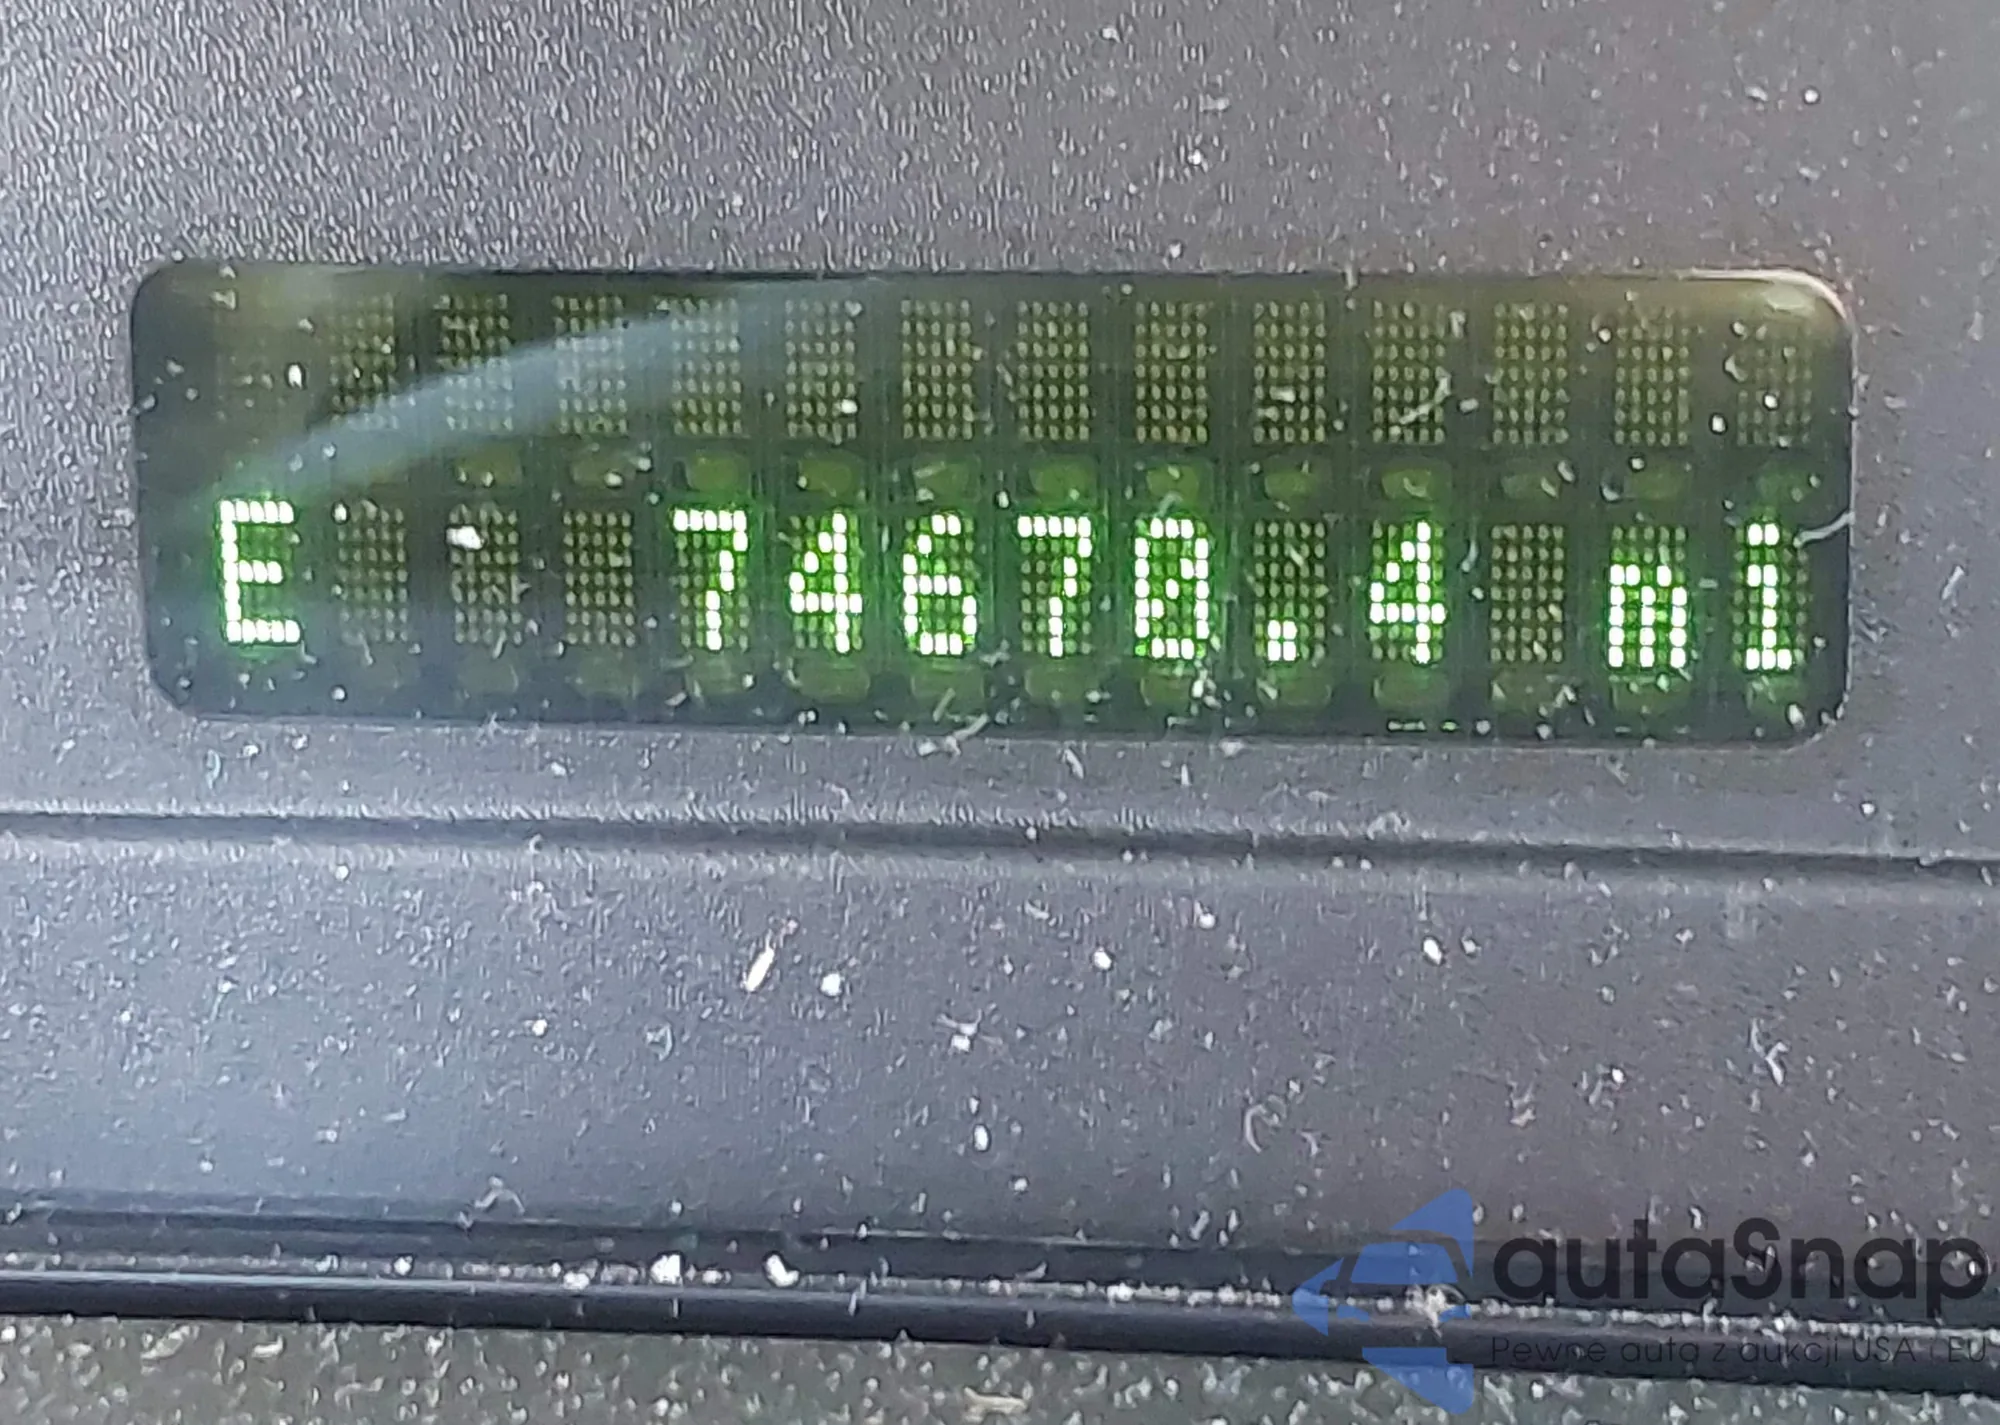 E 74670.4 mi
autaSnap
Pewne auta z aukcji USA i EU